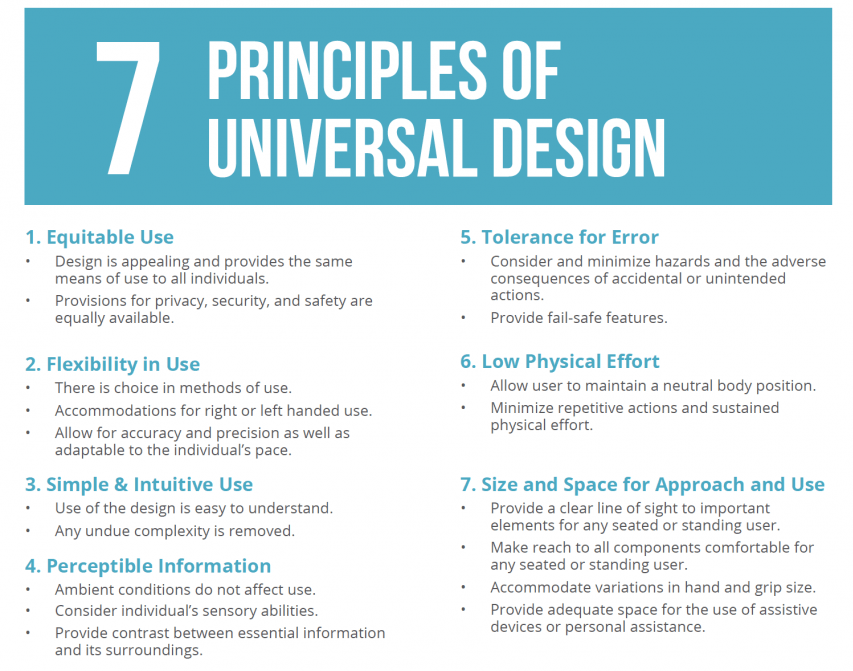 7
PRINCIPLES OF
UNIVERSAL DESIGN
1. Equitable Use
• Design is appealing and provides the same
means of use to all individuals.
• Provisions for privacy, security, and safety are
equally available.
2. Flexibility in Use
• There is choice in methods of use.
• Accommodations for right or left handed use.
• Allow for accuracy and precision as well as
adaptable to the individual’s pace.
3. Simple & Intuitive Use
• Use of the design is easy to understand.
• Any undue complexity is removed.
4. Perceptible Information
• Ambient conditions do not affect use.
• Consider individual’s sensory abilities.
• Provide contrast between essential information
and its surroundings.
5. Tolerance for Error
• Consider and minimize hazards and the adverse
consequences of accidental or unintended
actions.
• Provide fail-safe features.
6. Low Physical Effort
• Allow user to maintain a neutral body position.
• Minimize repetitive actions and sustained
physical effort.
7. Size and Space for Approach and Use
• Provide a clear line of sight to important
elements for any seated or standing user.
• Make reach to all components comfortable for
any seated or standing user.
• Accommodate variations in hand and grip size.
• Provide adequate space for the use of assistive
devices or personal assistance.